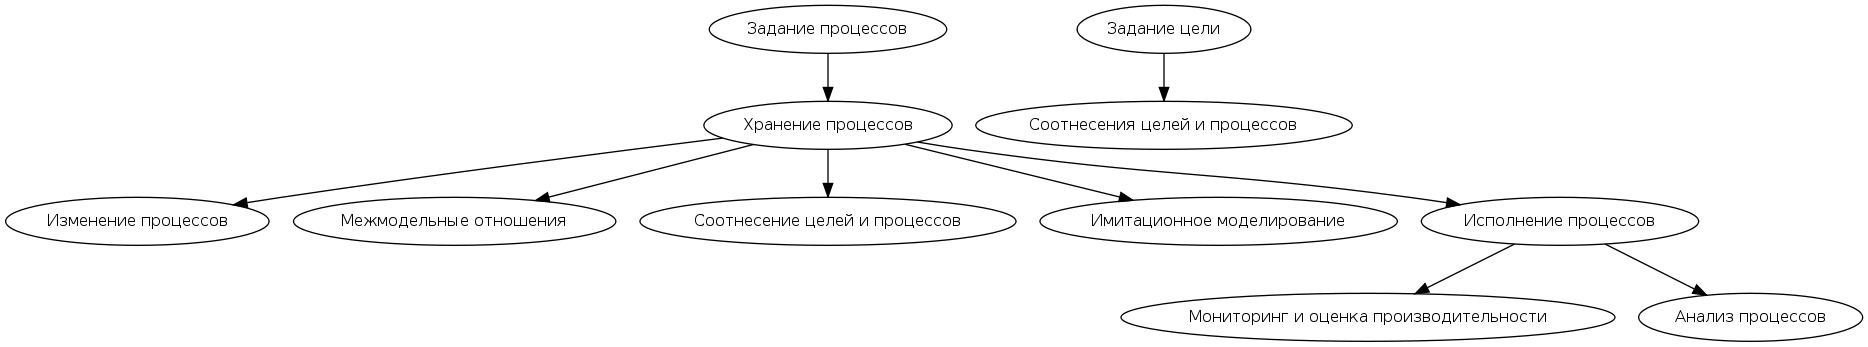 Задание процессов
Задание цели
Хранение процессов
Соотнесения целей и процессов
Изменение процессов
Межмодельные отношения
Соотнесение целей и процессов
Имитационное моделирование
Исполнение процессов
Мониторинг и оценка производительности
Анализ процессов